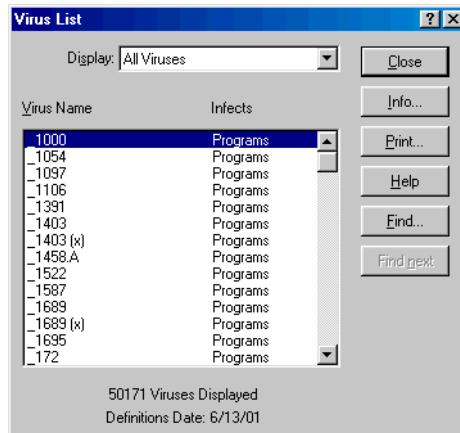 Virus List
Display: All Viruses
Close
Virus Name Infects
Info...
_1000 Programs
Print...
_1054 Programs
_1097 Programs
Help
_1106 Programs
_1391 Programs
Find...
_1403 Programs
_1403 (x) Programs
Find next
_1458.A Programs
_1522 Programs
_1587 Programs
_1689 Programs
_1689 (x) Programs
_1695 Programs
_172 Programs
50171 Viruses Displayed
Definitions Date: 6/13/01